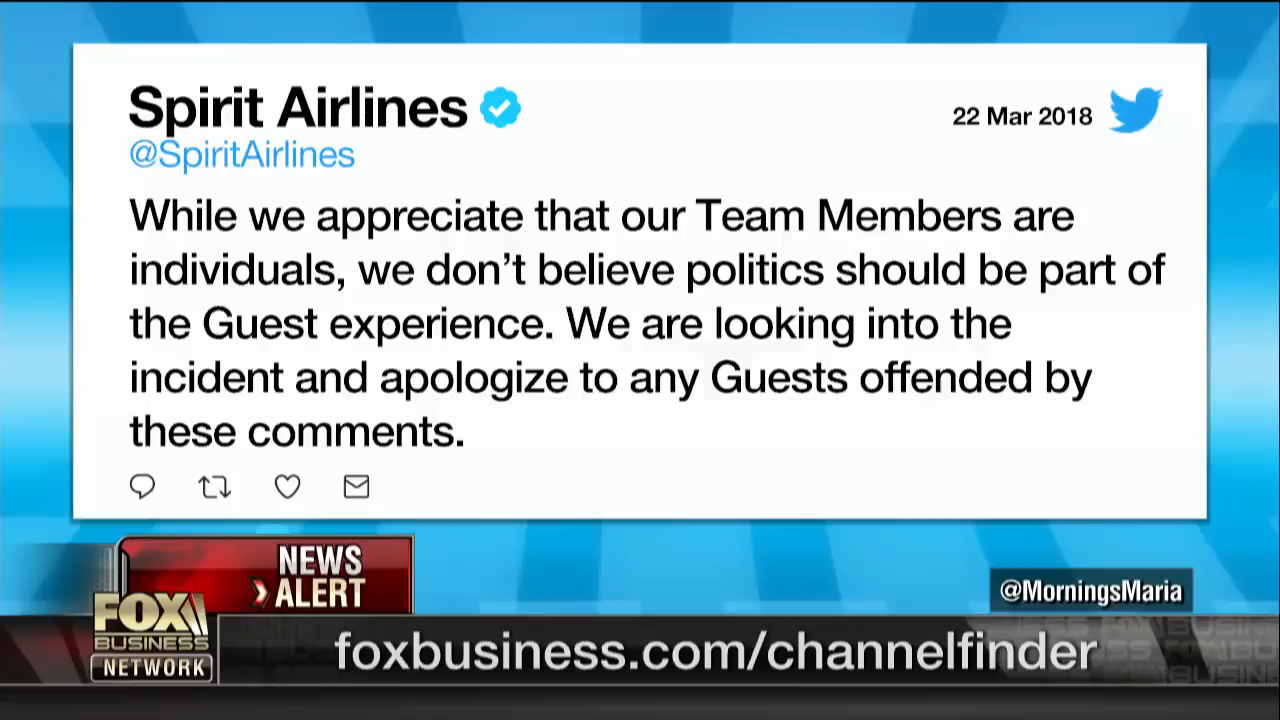 Spirit Airlines
@SpiritAirlines
22 Mar 2018
While we appreciate that our Team Members are
individuals, we don’t believe politics should be part of
the Guest experience. We are looking into the
incident and apologize to any Guests offended by
these comments.
NEWS
ALERT
@MorningsMaria
FOX
BUSINESS
NETWORK
foxbusiness.com/channelfinder